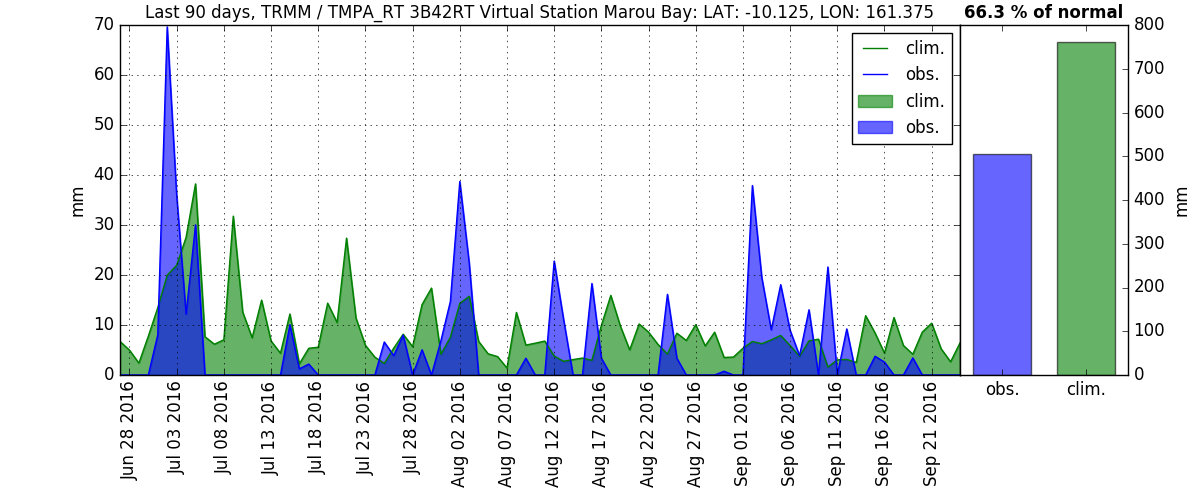 Last 90 days, TRMM / TMPA_RT 3B42RT Virtual Station Marou Bay: LAT: -10.125, LON: 161.375
66.3 % of normal
70
60
50
40
30
20
10
0
mm
clim.
obs.
clim.
obs.
Jun 28 2016
Jul 03 2016
Jul 08 2016
Jul 13 2016
Jul 18 2016
Jul 23 2016
Jul 28 2016
Aug 02 2016
Aug 07 2016
Aug 12 2016
Aug 17 2016
Aug 22 2016
Aug 27 2016
Sep 01 2016
Sep 06 2016
Sep 11 2016
Sep 16 2016
Sep 21 2016
800
700
600
500
400
300
200
100
0
mm
obs.
clim.